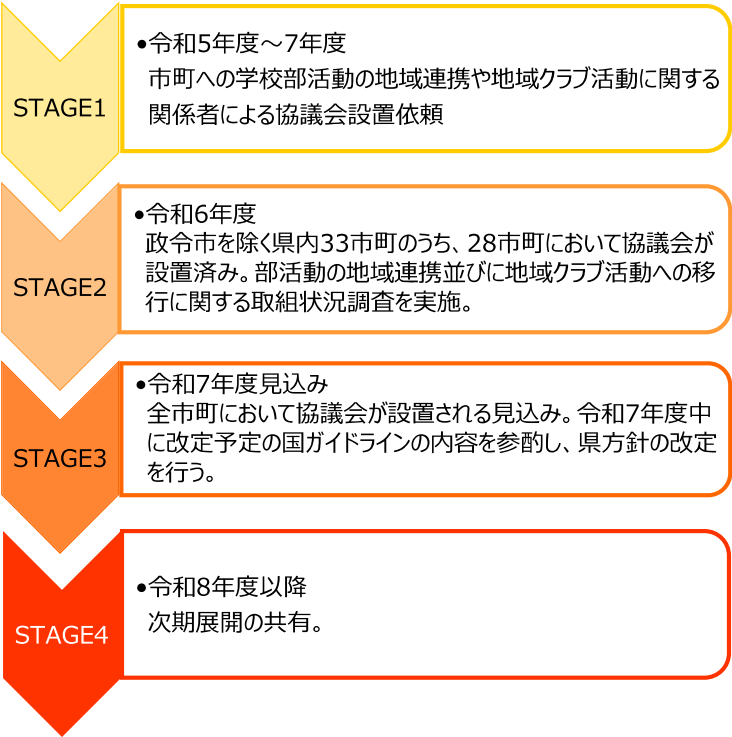 STAGE1
•令和5年度～7年度
市町への学校部活動の地域連携や地域クラブ活動に関する
関係者による協議会設置依頼
STAGE2
•令和6年度
政令市を除く県内33市町のうち、28市町において協議会が
設置済み。部活動の地域連携並びに地域クラブ活動への移
行に関する取組状況調査を実施。
STAGE3
•令和7年度見込み
全市町において協議会が設置される見込み。令和7年度中
に改定予定の国ガイドラインの内容を参酌し、県方針の改定
を行う。
STAGE4
•令和8年度以降
次期展開の共有。